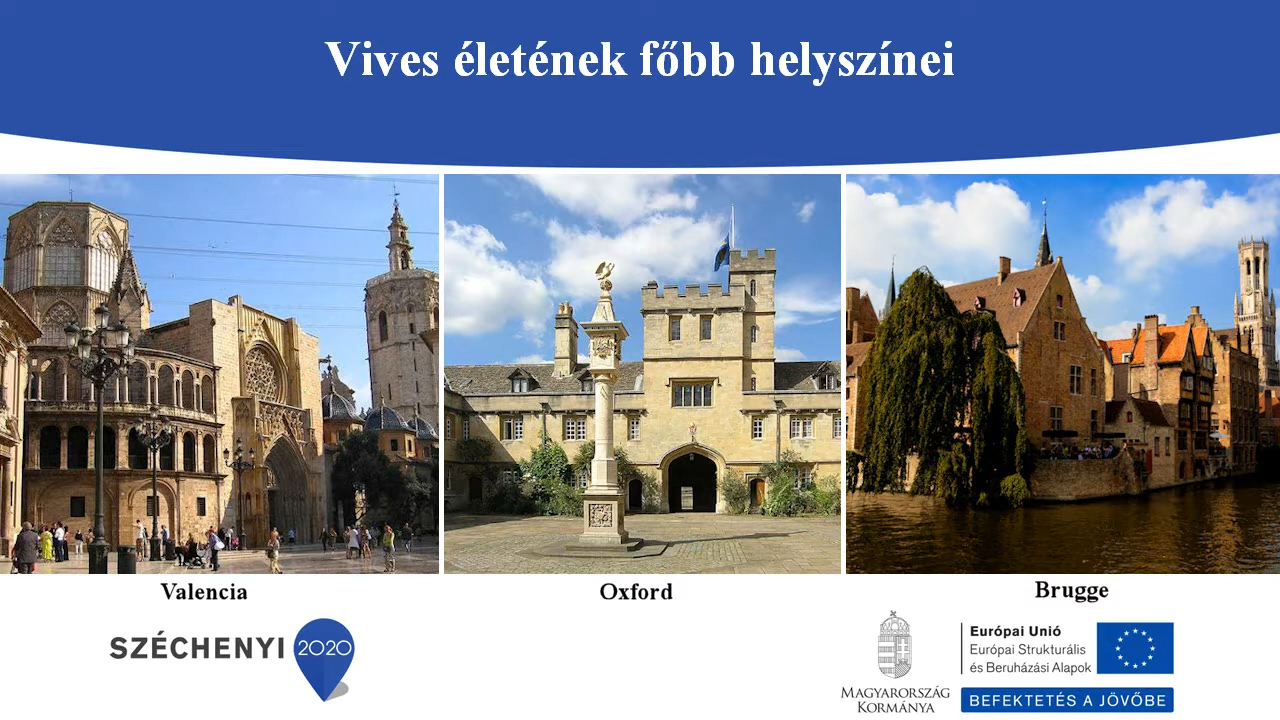 Vives életének főbb helyszínei
Valencia
Oxford
Brugge
SZÉCHENYI 2020
MAGYARORSZÁG
KORMÁNYA
Európai Unió
Európai Strukturális
és Beruházási Alapok
BEFEKTETÉS A JÖVŐBE